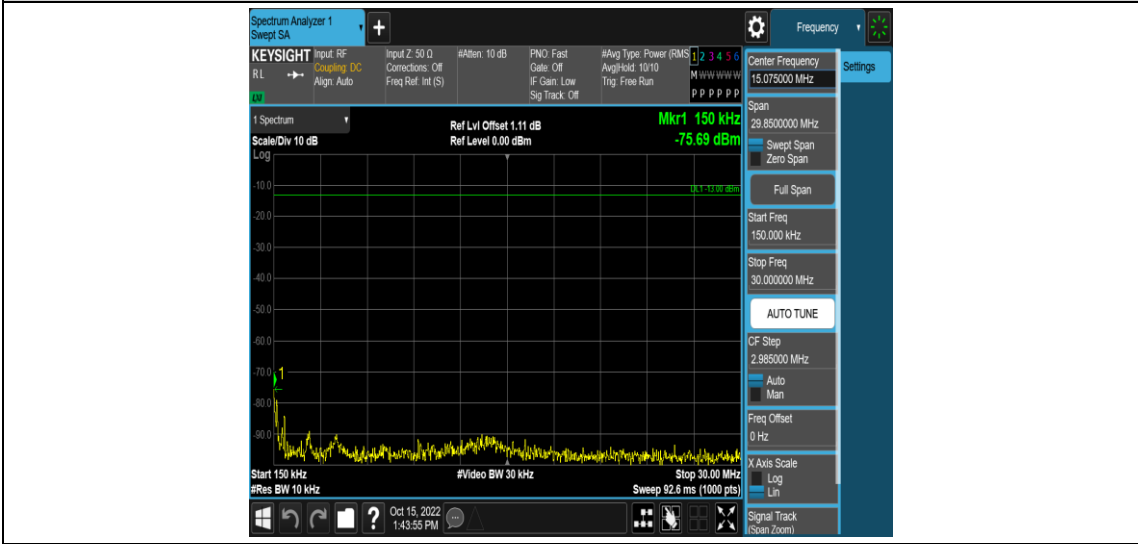 Spectrum Analyzer 1
Swept SA
+
Frequency
KEYSIGHT
RL
Input: RF
Coupling: DC
Align: Auto
Input Z: 50 Ω
Corrections: Off
Freq Ref: Int (S)
#Atten: 10 dB
PNO: Fast
Gate: Off
IF Gain: Low
Sig Track: Off
#Avg Type: Power (RMS
Avg|Hold: 10/10
Trig: Free Run
1 2 3 4 5 6
M W W W W W
P P P P P P
1 Spectrum
Scale/Div 10 dB
Log
Ref Lvl Offset 1.11 dB
Ref Level 0.00 dBm
Mkr1 150 kHz
-75.69 dBm
DL1 -13.00 dBm
-10.0
-20.0
-30.0
-40.0
-50.0
-60.0
-70.0
1
-80.0
-90.0
Start 150 kHz
#Res BW 10 kHz
#Video BW 30 kHz
Stop 30.00 MHz
Sweep 92.6 ms (1000 pts)
?
Oct 15, 2022
1:43:55 PM
Center Frequency
15.075000 MHz
Settings
Span
29.8500000 MHz
Swept Span
Zero Span
Full Span
Start Freq
150.000 kHz
Stop Freq
30.000000 MHz
AUTO TUNE
CF Step
2.985000 MHz
Auto
Man
Freq Offset
0 Hz
X Axis Scale
Log
Lin
Signal Track
(Span Zoom)